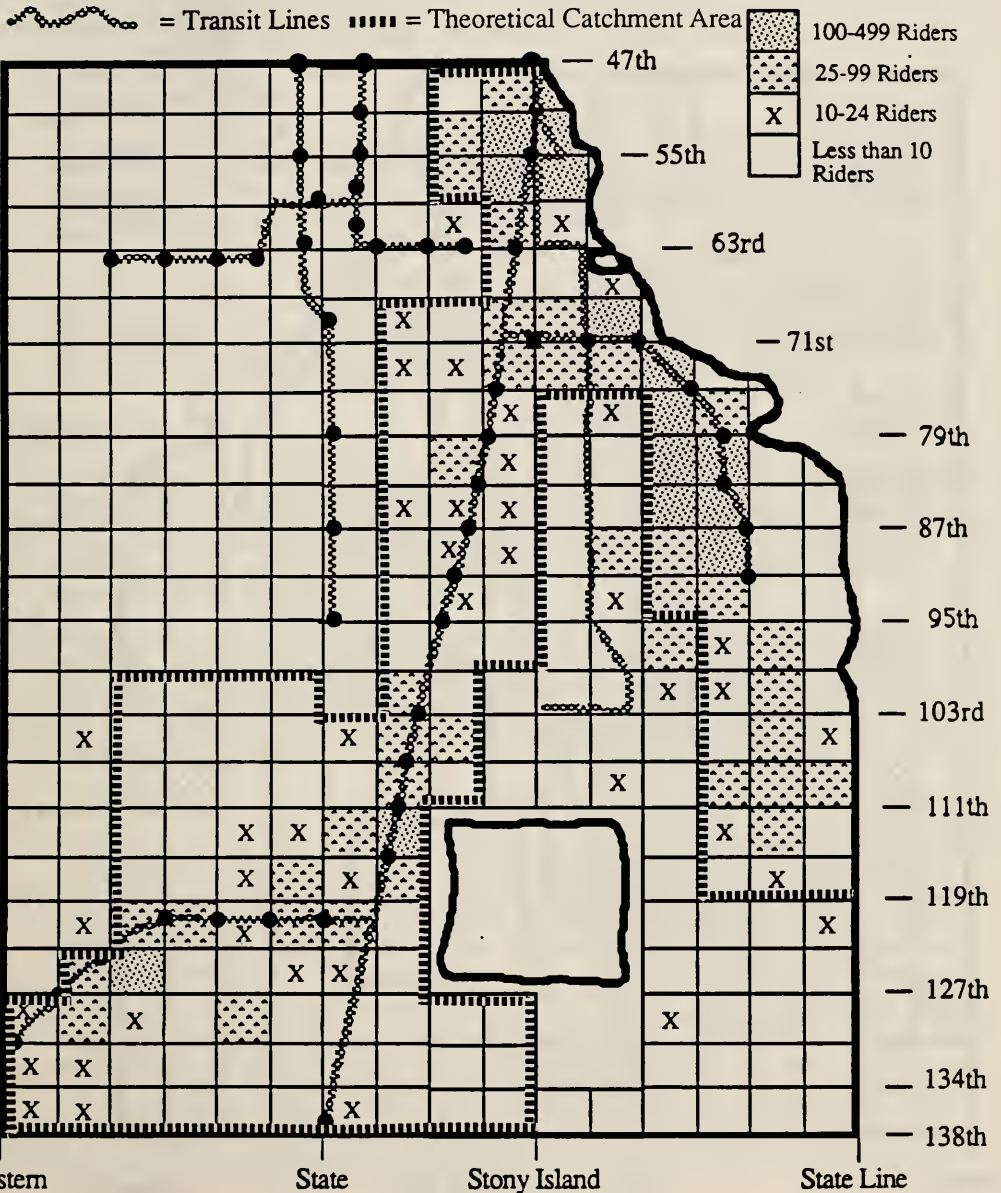 = Transit Lines = Theoretical Catchment Area
100-499 Riders
25-99 Riders
X 10-24 Riders
Less than 10
Riders
47th
55th
X X
63rd
X
X
71st
X X
X X
79th
X
X X X
87th
X X
X X
95th
X
X X
103rd
X X X
X
111th
X X X
X X X
119th
X X X
X X
127th
X X X
X X
134th
X X X
138th
stern State Stony Island State Line